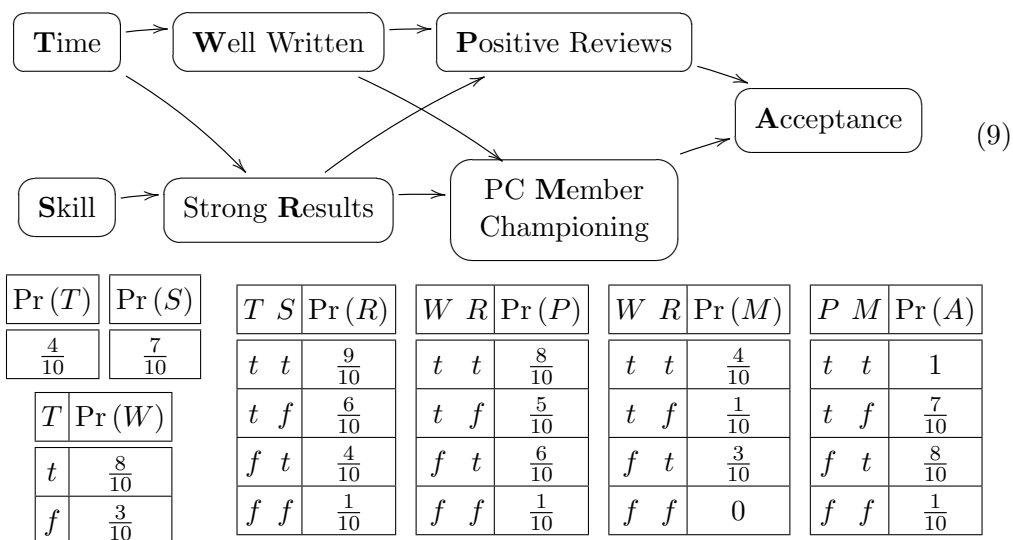 Time
Well Written
Positive Reviews
Acceptance
(9)
Skill
Strong Results
PC Member
Championing
Pr (T)
4/10
Pr (S)
7/10
T Pr (W)
t 8/10
f 3/10
T S Pr (R)
t t 9/10
t f 6/10
f t 4/10
f f 1/10
W R Pr (P)
t t 8/10
t f 5/10
f t 6/10
f f 1/10
W R Pr (M)
t t 4/10
t f 1/10
f t 3/10
f f 0
P M Pr (A)
t t 1
t f 7/10
f t 8/10
f f 1/10